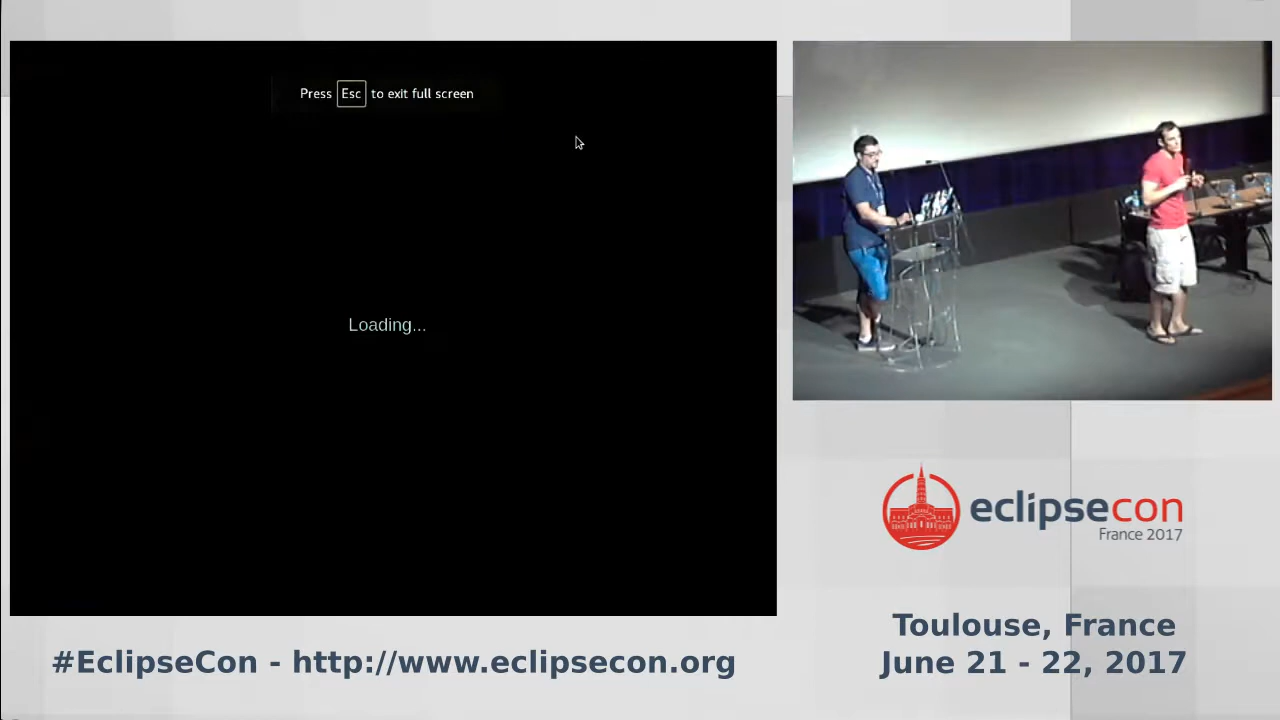 Press Esc to exit full screen
Loading...
eclipsecon
France 2017
Toulouse, France
June 21 - 22, 2017
#EclipseCon - http://www.eclipsecon.org